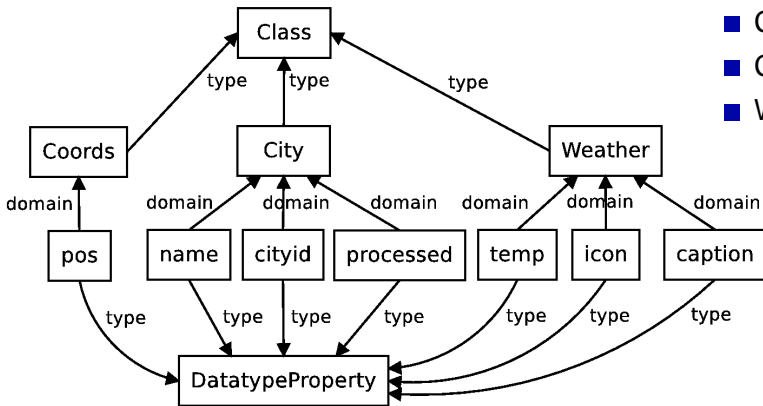 Class
type type type
Coords City Weather
domain domain domain domain domain domain domain
pos name cityid processed temp icon caption
type type type type type type type
DatatypeProperty